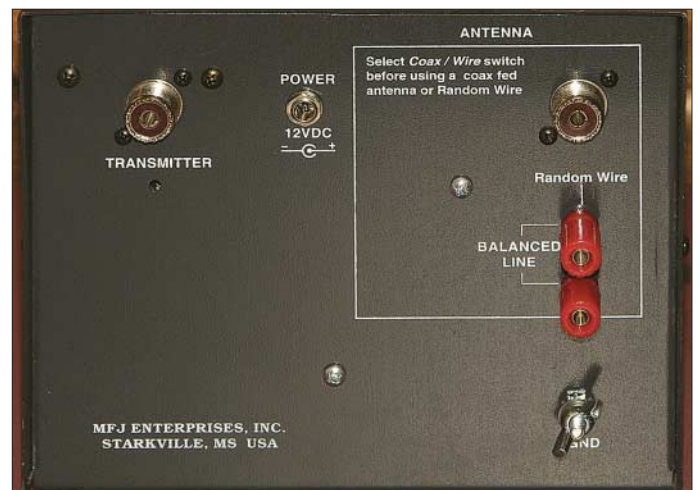 ANTENNA
Select Coax / Wire switch
before using a coax fed
antenna or Random Wire
POWER
12VDC
- +
TRANSMITTER
Random Wire
BALANCED
LINE
MFJ ENTERPRISES, INC.
STARKVILLE, MS USA
GND